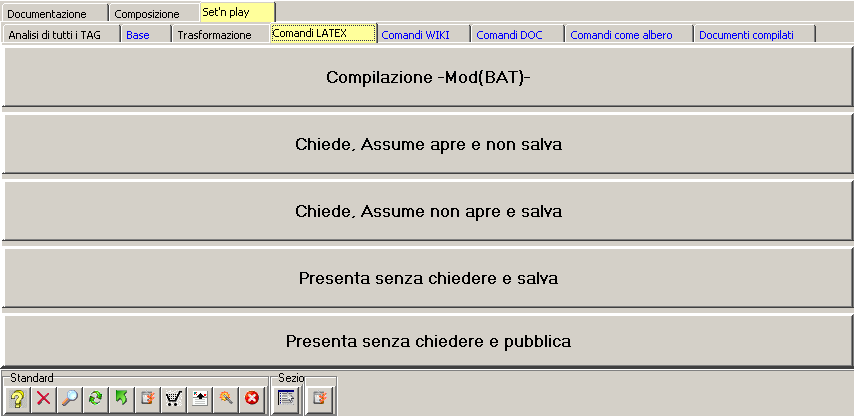 Documentazione Composizione Set'n play
Analisi di tutti i TAG Base Trasformazione Comandi LATEX Comandi WIKI Comandi DOC Comandi come albero Documenti compilati
Compilazione -Mod(BAT)-
Chiede, Assume apre e non salva
Chiede, Assume non apre e salva
Presenta senza chiedere e salva
Presenta senza chiedere e pubblica
Standard Sezio